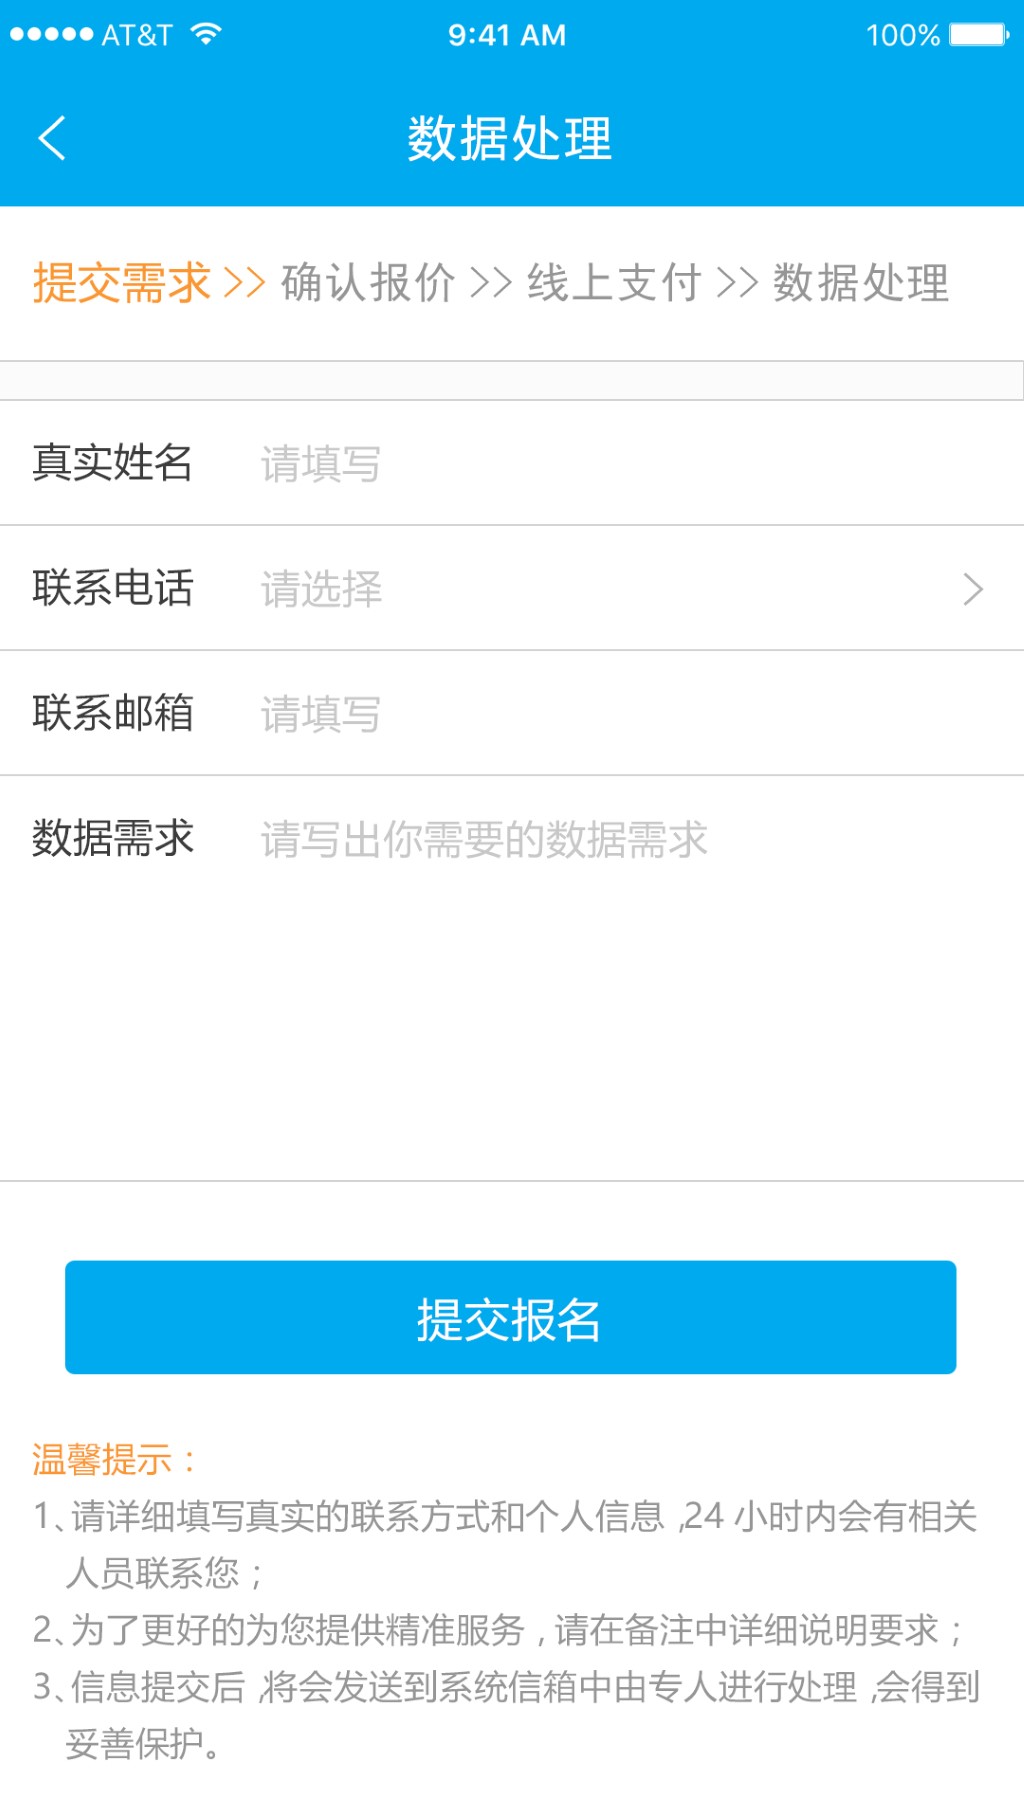 AT&T 9:41 AM 100%
数据处理
提交需求 >> 确认报价 >> 线上支付 >> 数据处理
真实姓名 请填写
联系电话 请选择
联系邮箱 请填写
数据需求 请写出你需要的数据需求
提交报名
温馨提示：
1、请详细填写真实的联系方式和个人信息，24 小时内会有相关
人员联系您；
2、为了更好的为您提供精准服务，请在备注中详细说明要求；
3、信息提交后，将会发送到系统信箱中由专人进行处理，会得到
妥善保护。